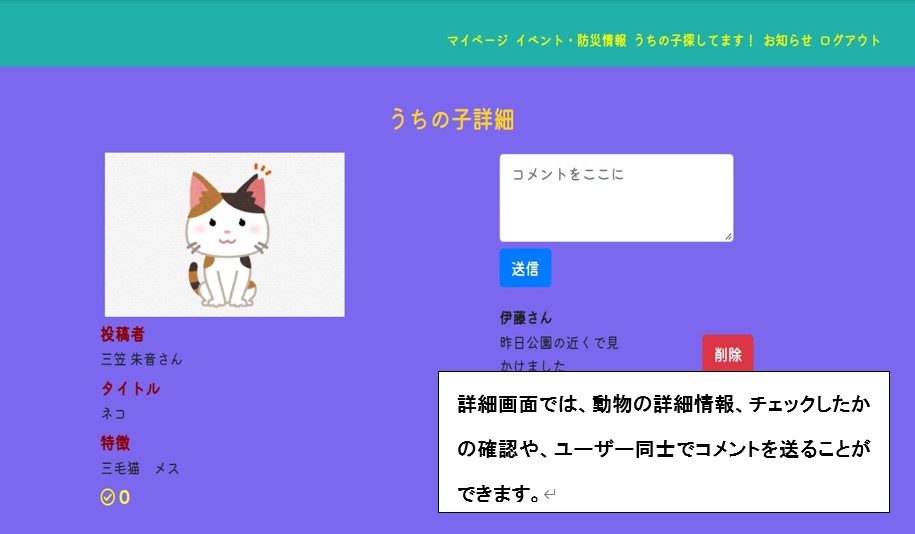 マイページ イベント・防災情報 うちの子探してます！ お知らせ ログアウト
うちの子詳細
投稿者
三笠 朱音さん
タイトル
ネコ
特徴
三毛猫　メス
0
コメントをここに
送信
伊藤さん
昨日公園の近くで見
かけました
削除
詳細画面では、動物の詳細情報、チェックしたか
の確認や、ユーザー同士でコメントを送ることが
できます。↵